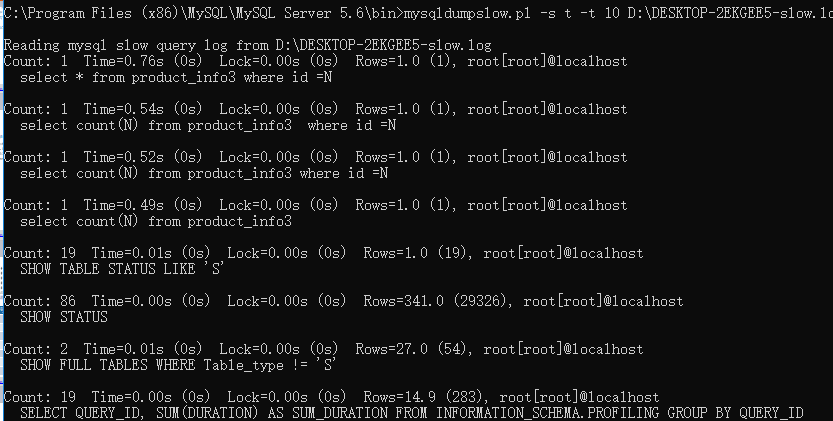 C:\Program Files (x86)\MySQL\MySQL Server 5.6\bin>mysqldumpslow.pl -s t -t 10 D:\DESKTOP-2EKGEE5-slow.lo
Reading mysql slow query log from D:\DESKTOP-2EKGEE5-slow.log
Count: 1  Time=0.76s (0s)  Lock=0.00s (0s)  Rows=1.0 (1), root[root]@localhost
  select * from product_info3 where id =N
Count: 1  Time=0.54s (0s)  Lock=0.00s (0s)  Rows=1.0 (1), root[root]@localhost
  select count(N) from product_info3  where id =N
Count: 1  Time=0.52s (0s)  Lock=0.00s (0s)  Rows=1.0 (1), root[root]@localhost
  select count(N) from product_info3 where id =N
Count: 1  Time=0.49s (0s)  Lock=0.00s (0s)  Rows=1.0 (1), root[root]@localhost
  select count(N) from product_info3
Count: 19  Time=0.01s (0s)  Lock=0.00s (0s)  Rows=1.0 (19), root[root]@localhost
  SHOW TABLE STATUS LIKE 'S'
Count: 86  Time=0.00s (0s)  Lock=0.00s (0s)  Rows=341.0 (29326), root[root]@localhost
  SHOW STATUS
Count: 2  Time=0.01s (0s)  Lock=0.00s (0s)  Rows=27.0 (54), root[root]@localhost
  SHOW FULL TABLES WHERE Table_type != 'S'
Count: 19  Time=0.00s (0s)  Lock=0.00s (0s)  Rows=14.9 (283), root[root]@localhost
  SELECT QUERY_ID, SUM(DURATION) AS SUM_DURATION FROM INFORMATION_SCHEMA.PROFILING GROUP BY QUERY_ID